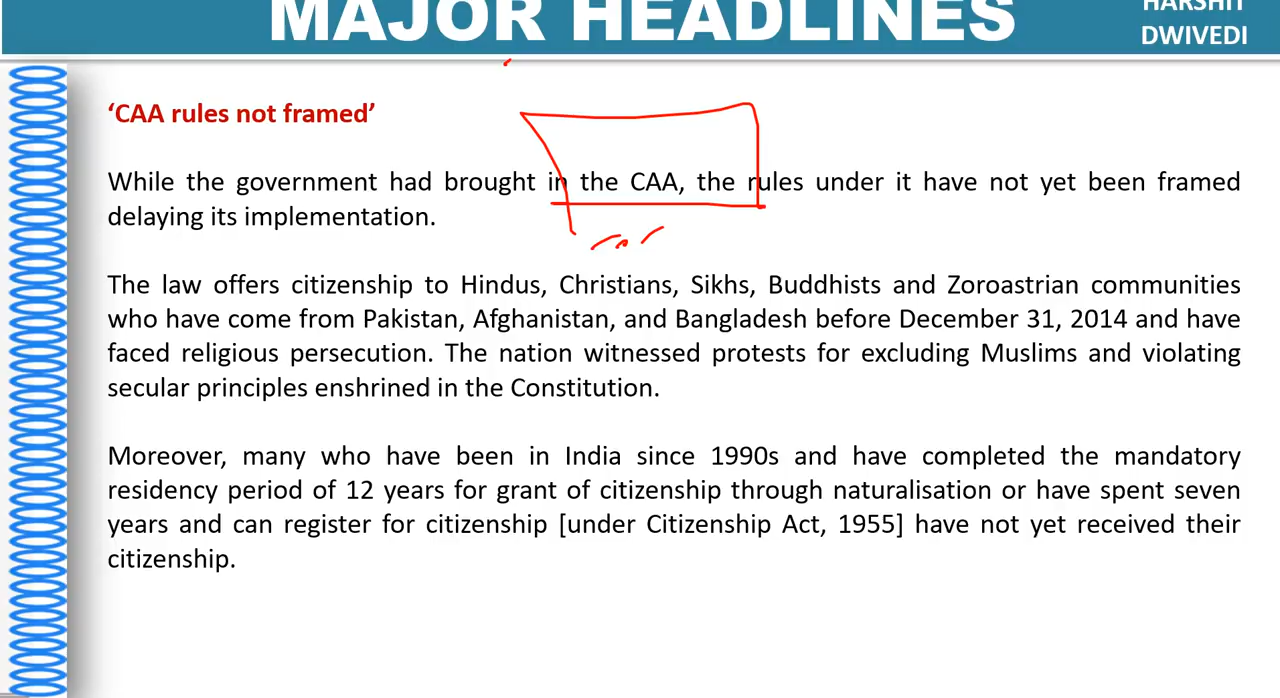 MAJOR HEADLINES
HARSHIT
DWIVEDI
‘CAA rules not framed’
While the government had brought in the CAA, the rules under it have not yet been framed
delaying its implementation.
The law offers citizenship to Hindus, Christians, Sikhs, Buddhists and Zoroastrian communities
who have come from Pakistan, Afghanistan, and Bangladesh before December 31, 2014 and have
faced religious persecution. The nation witnessed protests for excluding Muslims and violating
secular principles enshrined in the Constitution.
Moreover, many who have been in India since 1990s and have completed the mandatory
residency period of 12 years for grant of citizenship through naturalisation or have spent seven
years and can register for citizenship [under Citizenship Act, 1955] have not yet received their
citizenship.